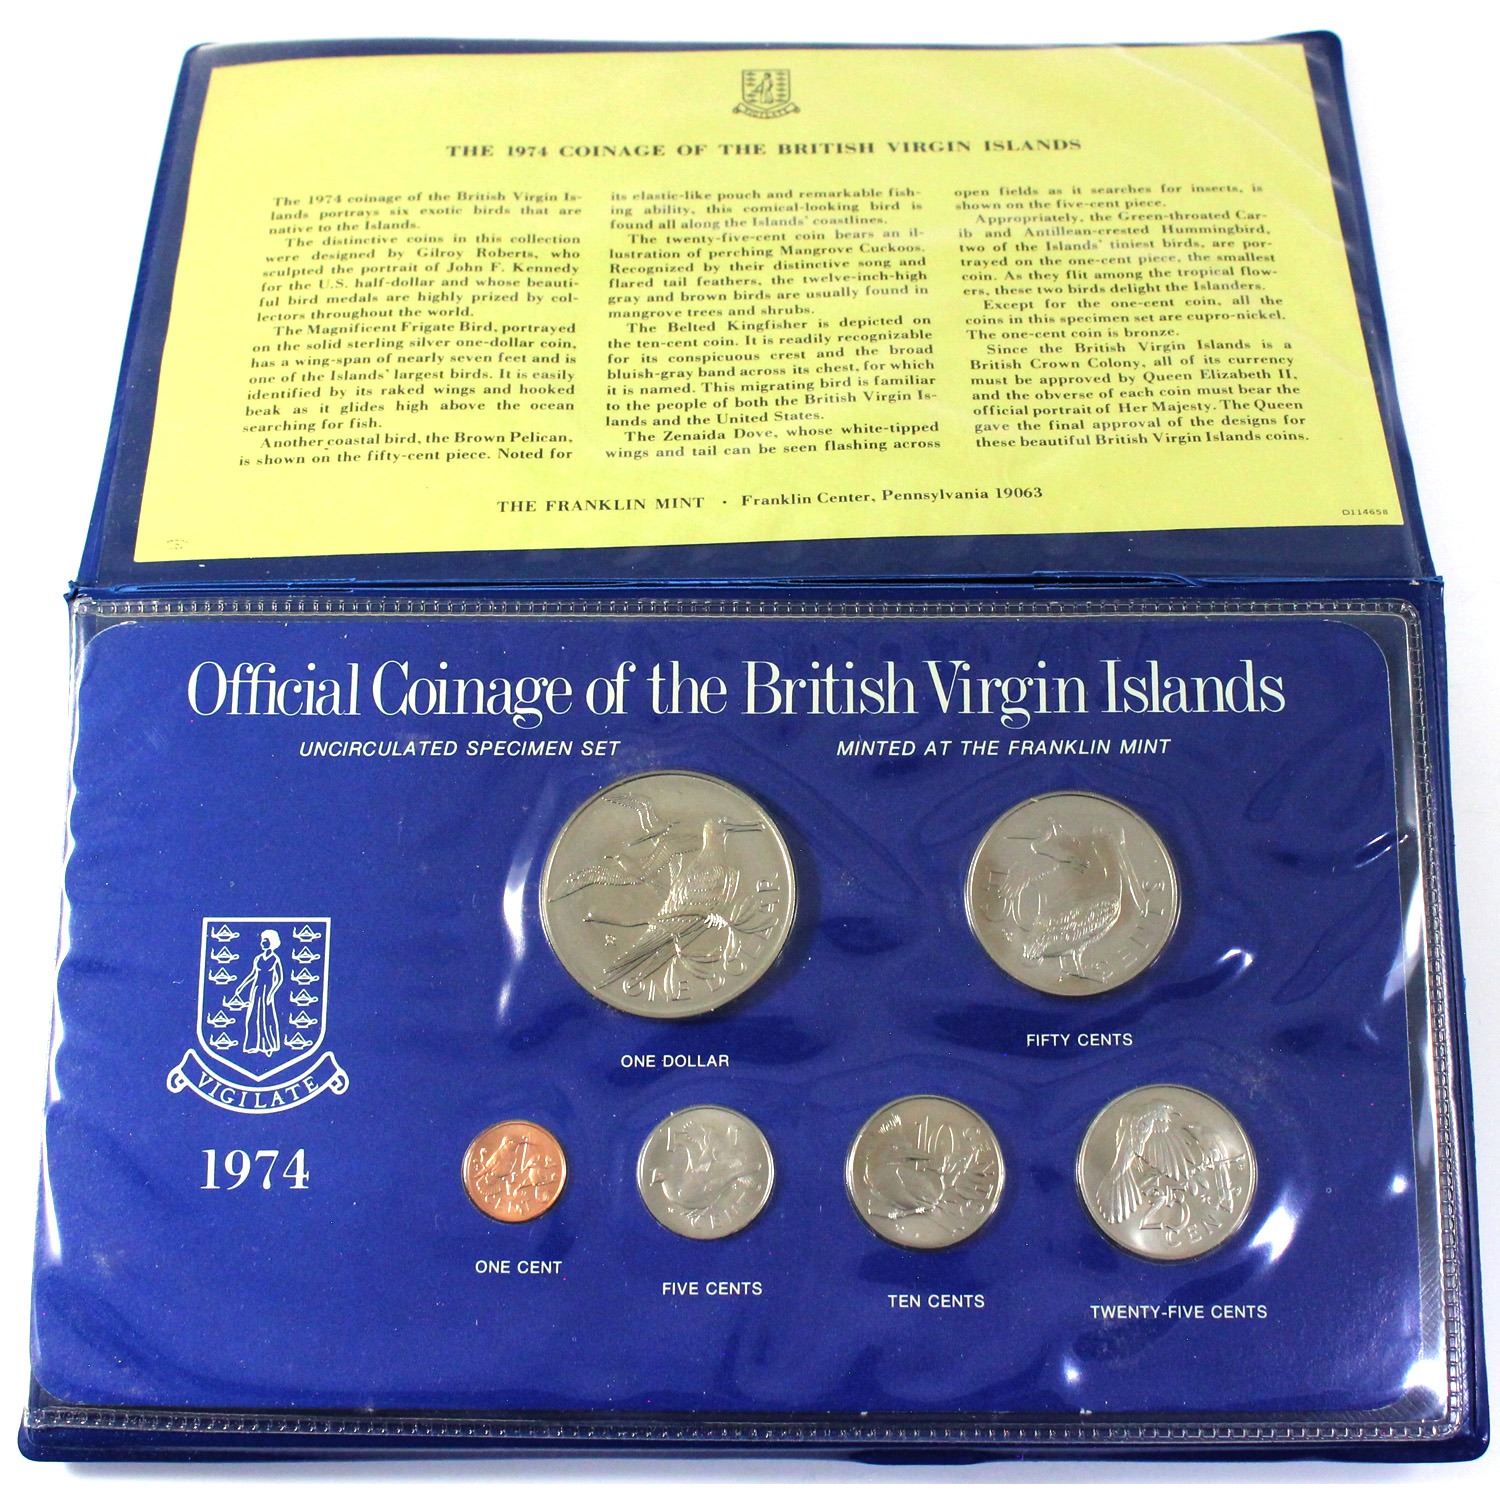 VIGILATE
THE 1974 COINAGE OF THE BRITISH VIRGIN ISLANDS
The 1974 coinage of the British Virgin Is-
lands portrays six exotic birds that are
native to the Islands.
The distinctive coins in this collection
were designed by Gilroy Roberts, who
sculpted the portrait of John F. Kennedy
for the U.S. half-dollar and whose beauti-
ful bird medals are highly prized by col-
lectors throughout the world.
The Magnificent Frigate Bird, portrayed
on the solid sterling silver one-dollar coin,
has a wing-span of nearly seven feet and is
one of the Islands' largest birds. It is easily
identified by its raked wings and hooked
beak as it glides high above the ocean
searching for fish.
Another coastal bird, the Brown Pelican,
is shown on the fifty-cent piece. Noted for
its elastic-like pouch and remarkable fish-
ing ability, this comical-looking bird is
found all along the Islands' coastlines.
The twenty-five-cent coin bears an il-
lustration of perching Mangrove Cuckoos.
Recognized by their distinctive song and
flared tail feathers, the twelve-inch-high
gray and brown birds are usually found in
mangrove trees and shrubs.
The Belted Kingfisher is depicted on
the ten-cent coin. It is readily recognizable
for its conspicuous crest and the broad
bluish-gray band across its chest, for which
it is named. This migrating bird is familiar
to the people of both the British Virgin Is-
lands and the United States.
The Zenaida Dove, whose white-tipped
wings and tail can be seen flashing across
open fields as it searches for insects, is
shown on the five-cent piece.
Appropriately, the Green-throated Car-
ib and Antillean-crested Hummingbird,
two of the Islands' tiniest birds, are por-
trayed on the one-cent piece, the smallest
coin. As they flit among the tropical flow-
ers, these two birds delight the Islanders.
Except for the one-cent coin, all the
coins in this specimen set are cupro-nickel.
The one-cent coin is bronze.
Since the British Virgin Islands is a
British Crown Colony, all of its currency
must be approved by Queen Elizabeth II,
and the obverse of each coin must bear the
official portrait of Her Majesty. The Queen
gave the final approval of the designs for
these beautiful British Virgin Islands coins.
THE FRANKLIN MINT · Franklin Center, Pennsylvania 19063
D114658
Official Coinage of the British Virgin Islands
UNCIRCULATED SPECIMEN SET MINTED AT THE FRANKLIN MINT
ONE DOLLAR
FIFTY CENTS
VIGILATE
1974
ONE DOLLAR
FIFTY CENTS
1 CENT
5 CENTS
10 CENTS
25 CENTS
ONE CENT
FIVE CENTS
TEN CENTS
TWENTY-FIVE CENTS